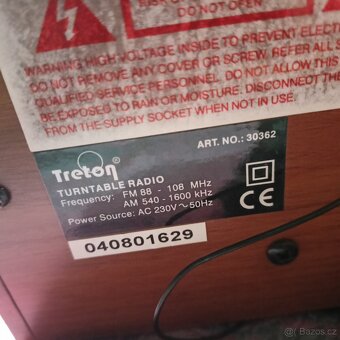 DO NOT OPEN
WARNING HIGH VOLTAGE INSIDE TO PREVENT ELECTRI
DO NOT REMOVE ANY COVER OR SCREW. REFER ALL S
QUALIFIED SERVICE PERSONNEL. DO NOT ALLOW THIS
BE EXPOSED TO RAIN OR MOISTURE. DISCONNECT THE
FROM THE SUPPLY SOCKET WHEN NOT IN USE.
Treton®
ART. NO.: 30362
TURNTABLE RADIO
Frequency: FM 88 - 108 MHz
AM 540 - 1600 kHz
Power Source: AC 230V ~ 50Hz
CE
040801629
© Bazos.cz